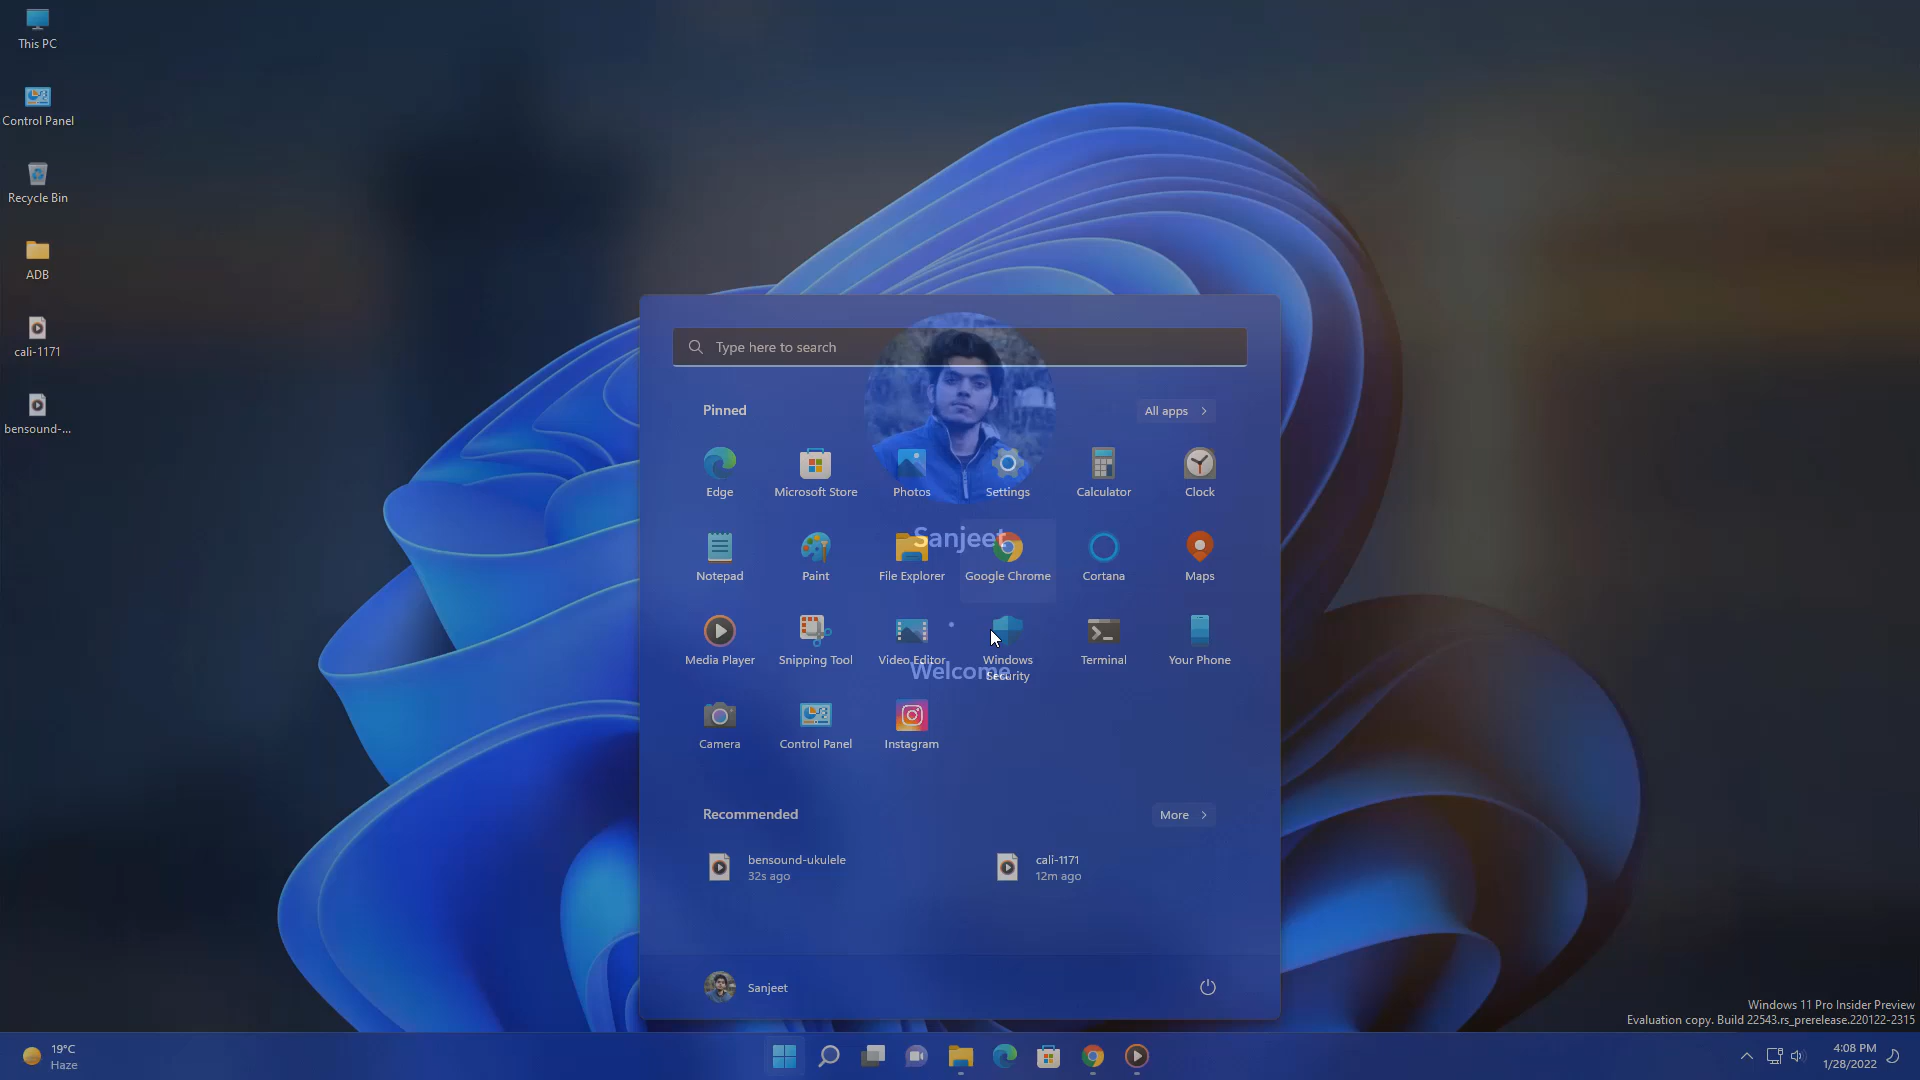 This PC
Control Panel
Recycle Bin
ADB
cali-1171
bensound-...
Type here to search
Pinned
All apps
Edge
Microsoft Store
Photos
Settings
Calculator
Clock
Sanjeet
Notepad
Paint
File Explorer
Google Chrome
Cortana
Maps
Media Player
Snipping Tool
Video Editor
Windows
Security
Terminal
Your Phone
Welcome
Camera
Control Panel
Instagram
Recommended
More
bensound-ukulele
32s ago
cali-1171
12m ago
Sanjeet
Windows 11 Pro Insider Preview
Evaluation copy. Build 22543.rs_prerelease.220122-2315
19°C
Haze
4:08 PM
1/28/2022